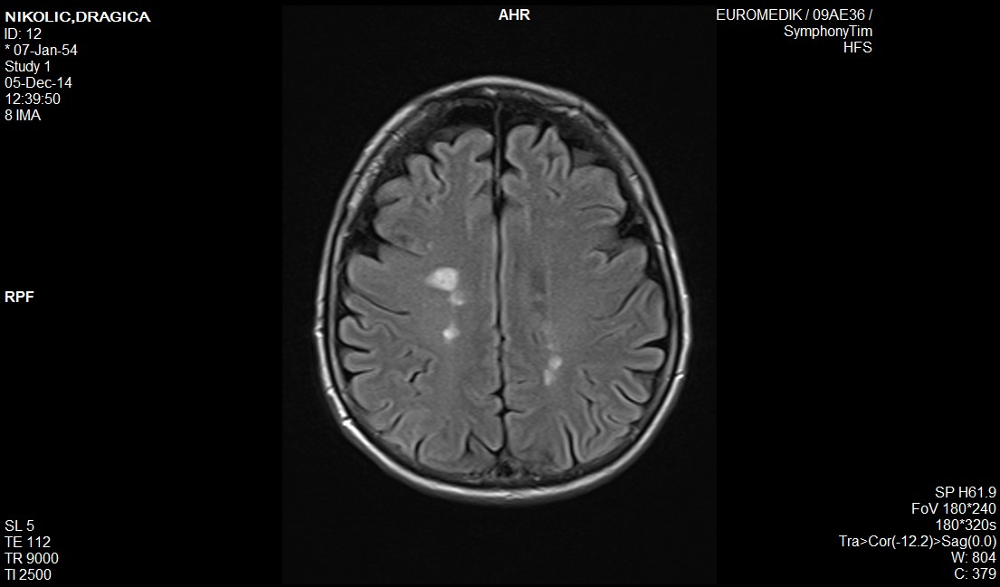 NIKOLIC,DRAGICA
ID: 12
* 07-Jan-54
Study 1
05-Dec-14
12:39:50
8 IMA
AHR
EUROMEDIK / 09AE36 /
SymphonyTim
HFS
RPF
SL 5
TE 112
TR 9000
TI 2500
SP H61.9
FoV 180*240
180*320s
Tra>Cor(-12.2)>Sag(0.0)
W: 804
C: 379